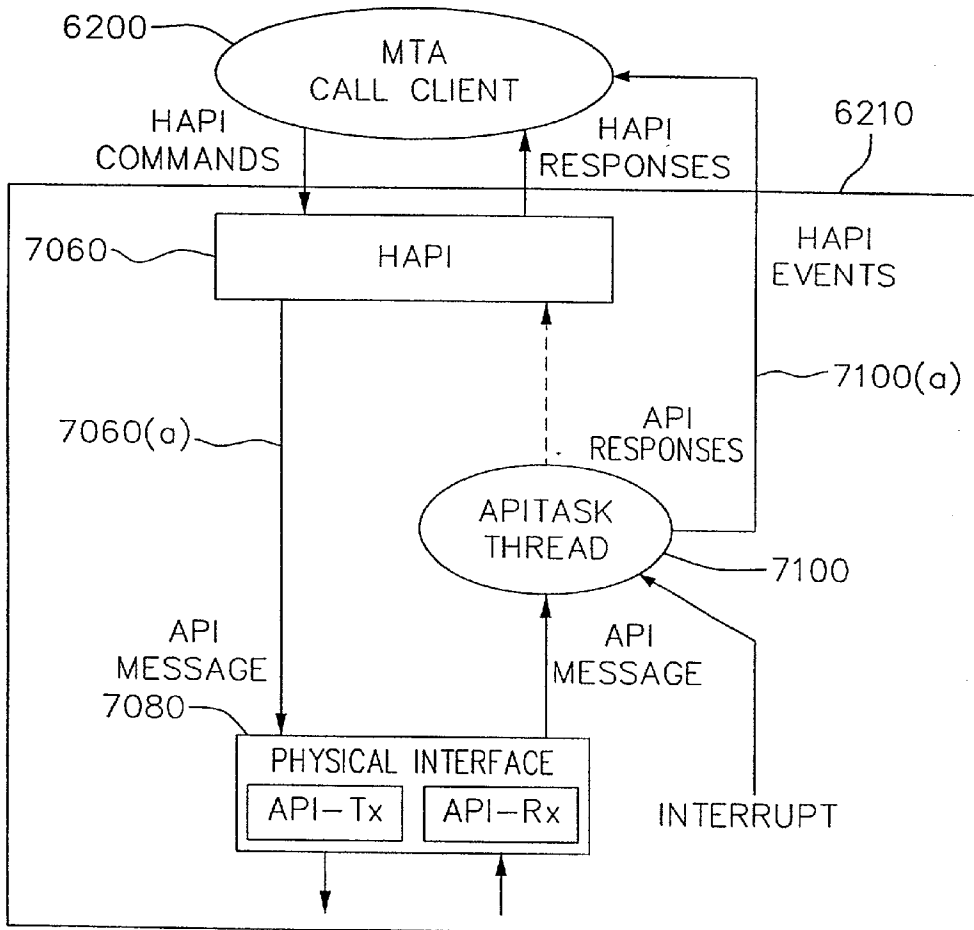 6200
MTA
CALL CLIENT
HAPI
COMMANDS
HAPI
RESPONSES
6210
7060
HAPI
HAPI
EVENTS
7100(a)
7060(a)
API
RESPONSES
APITASK
THREAD
7100
API
MESSAGE
API
MESSAGE
7080
PHYSICAL INTERFACE
API-Tx
API-Rx
INTERRUPT